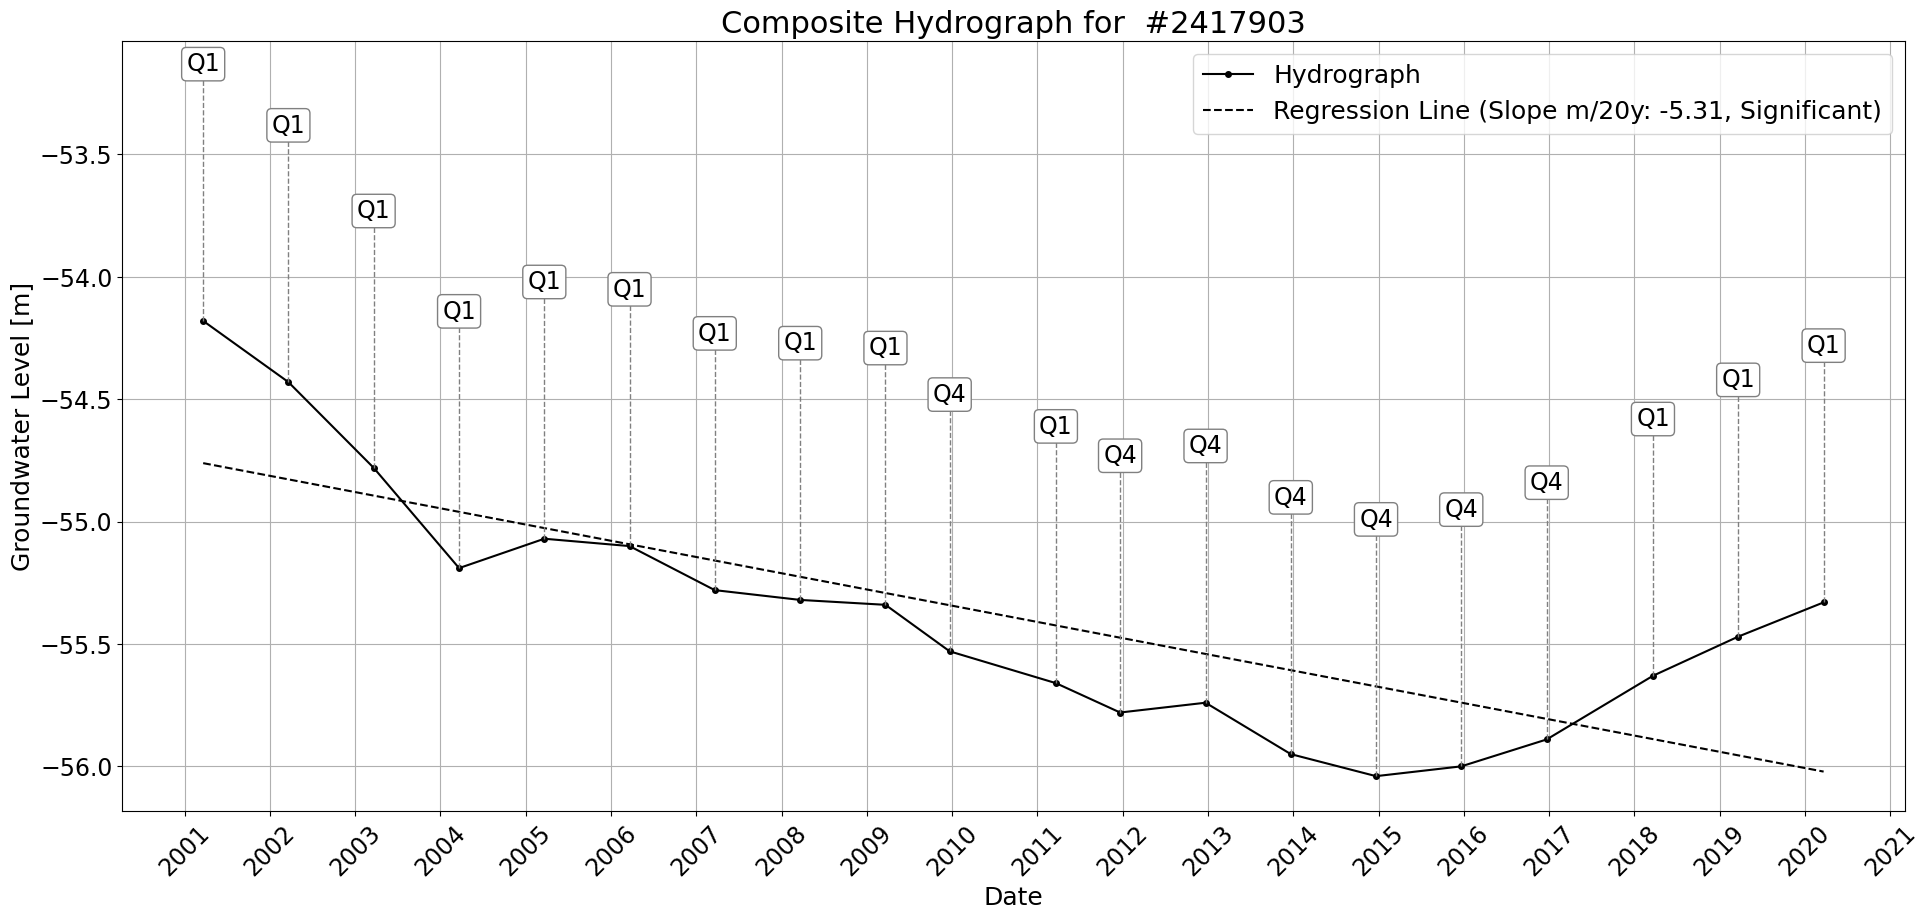 Composite Hydrograph for  #2417903
Hydrograph
Regression Line (Slope m/20y: -5.31, Significant)
Q1
Q1
Q1
Q1
Q1
Q1
Q1
Q1
Q1
Q4
Q1
Q4
Q4
Q4
Q4
Q4
Q4
Q1
Q1
Q1
Groundwater Level [m]
−53.5
−54.0
−54.5
−55.0
−55.5
−56.0
2001
2002
2003
2004
2005
2006
2007
2008
2009
2010
2011
2012
2013
2014
2015
2016
2017
2018
2019
2020
2021
Date